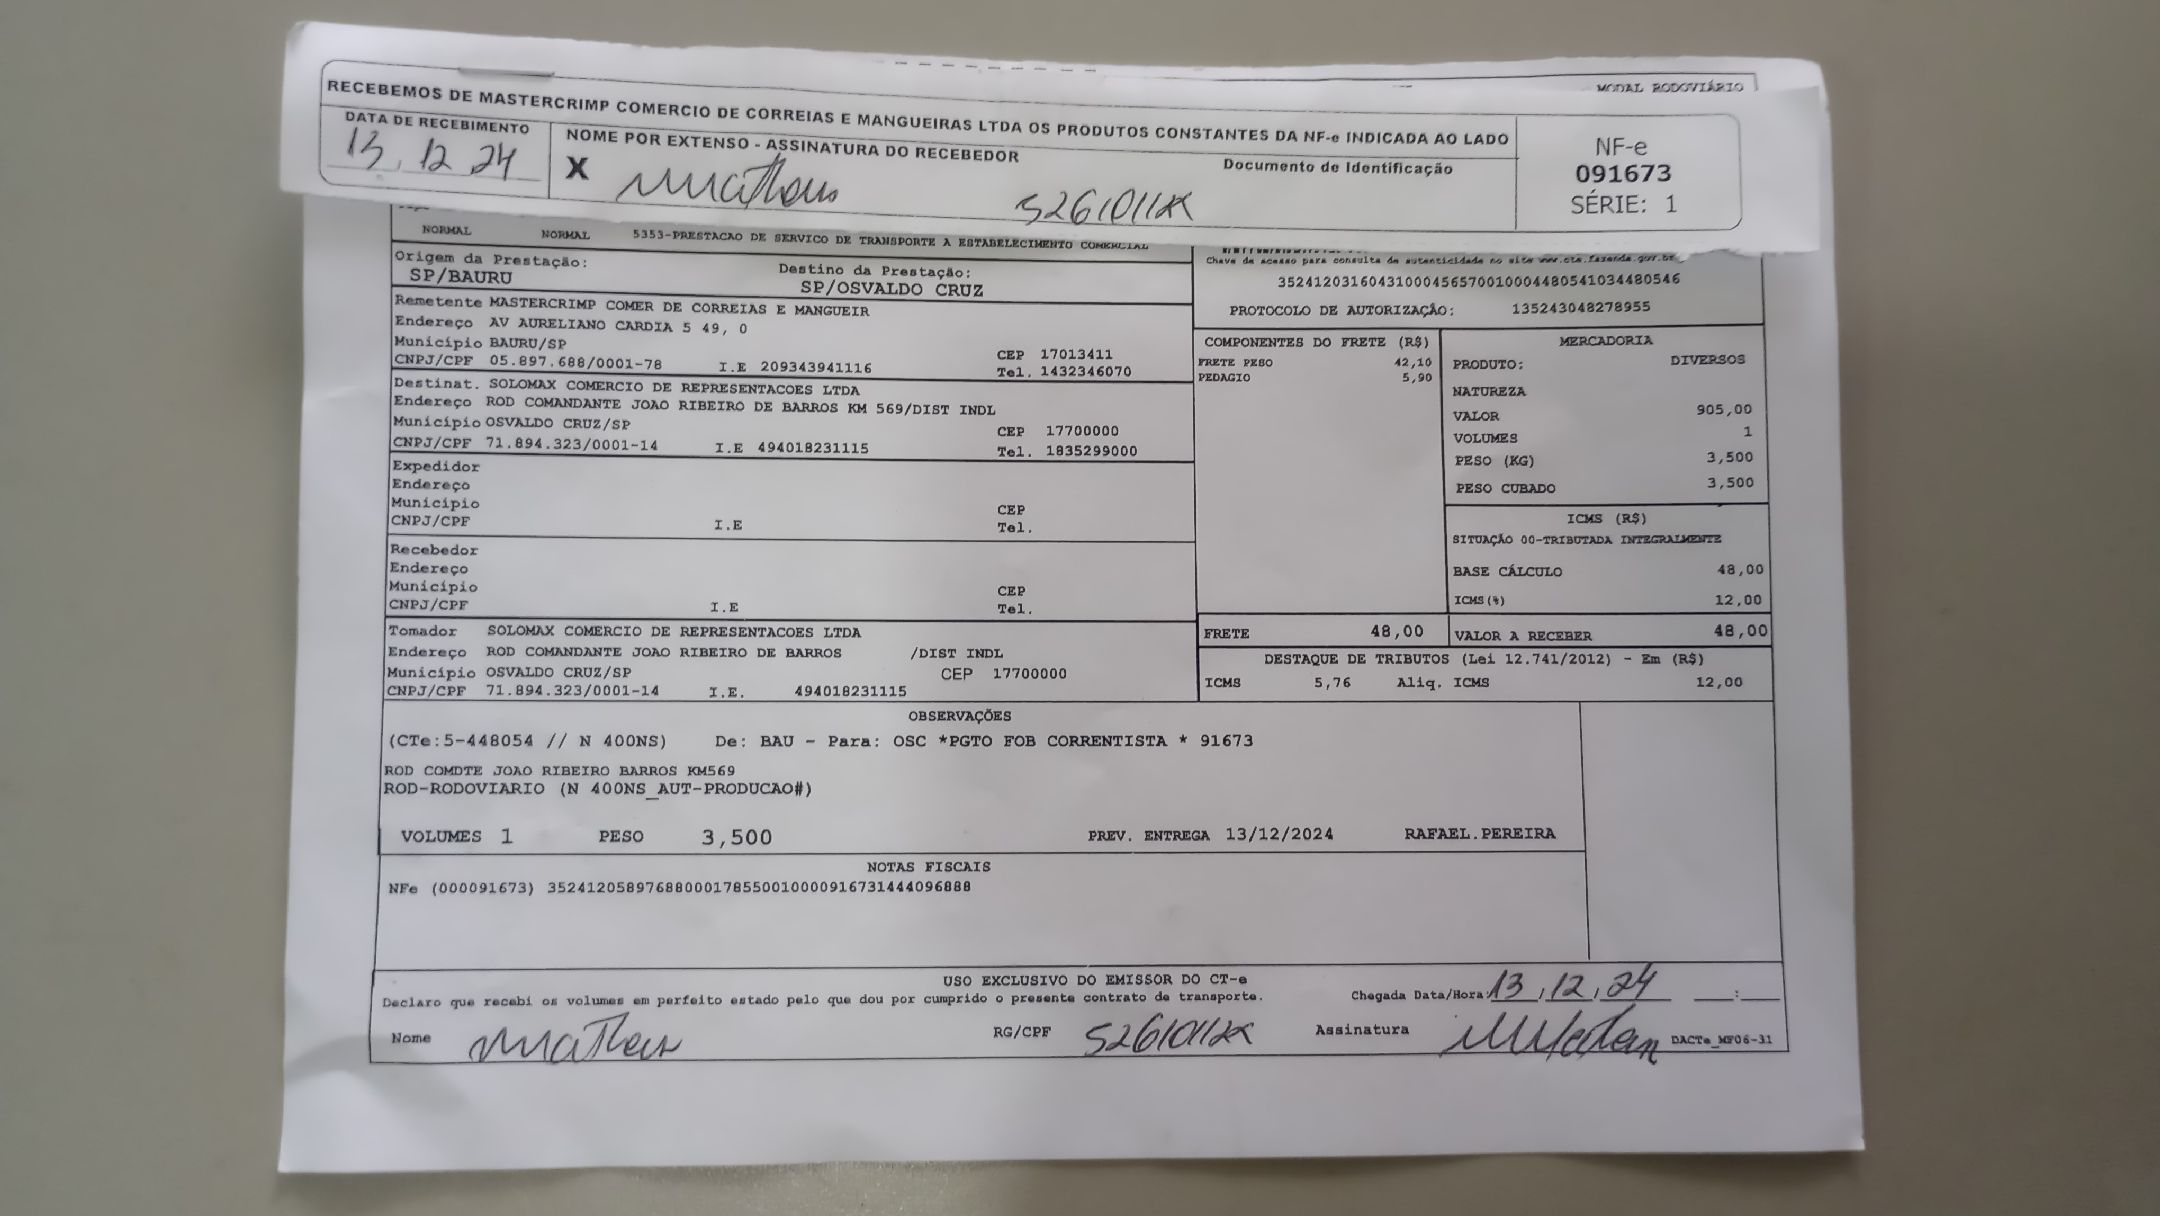 MODAL RODOVIÁRIO
RECEBEMOS DE MASTERCRIMP COMERCIO DE CORREIAS E MANGUEIRAS LTDA OS PRODUTOS CONSTANTES DA NF-e INDICADA AO LADO
DATA DE RECEBIMENTO
13, 12 24
NOME POR EXTENSO - ASSINATURA DO RECEBEDOR
Documento de Identificação
X Matheus
NF-e
091673
SÉRIE: 1
NORMAL NORMAL 5353-PRESTACAO DE SERVICO DE TRANSPORTE A ESTABELECIMENTO COMERCIAL
Origem da Prestação:
SP/BAURU
Destino da Prestação:
SP/OSVALDO CRUZ
Chave de acesso para consulta de autenticidade no site www.cte.fazenda.gov.br
35241203160431000456570010004480541034480546
PROTOCOLO DE AUTORIZAÇÃO: 135243048278955
Remetente MASTERCRIMP COMER DE CORREIAS E MANGUEIR
Endereço AV AURELIANO CARDIA 5 49, 0
Município BAURU/SP CEP 17013411
CNPJ/CPF 05.897.688/0001-78 I.E 209343941116 Tel. 1432346070
Destinat. SOLOMAX COMERCIO DE REPRESENTACOES LTDA
Endereço ROD COMANDANTE JOAO RIBEIRO DE BARROS KM 569/DIST INDL
Município OSVALDO CRUZ/SP CEP 17700000
CNPJ/CPF 71.894.323/0001-14 I.E 494018231115 Tel. 1835299000
Expedidor
Endereço
Município CEP
CNPJ/CPF I.E Tel.
Recebedor
Endereço
Município CEP
CNPJ/CPF I.E Tel.
Tomador SOLOMAX COMERCIO DE REPRESENTACOES LTDA
Endereço ROD COMANDANTE JOAO RIBEIRO DE BARROS /DIST INDL
Município OSVALDO CRUZ/SP CEP 17700000
CNPJ/CPF 71.894.323/0001-14 I.E. 494018231115
COMPONENTES DO FRETE (R$)
FRETE PESO 42,10
PEDAGIO 5,90
MERCADORIA
PRODUTO: DIVERSOS
NATUREZA
VALOR 905,00
VOLUMES 1
PESO (KG) 3,500
PESO CUBADO 3,500
ICMS (R$)
SITUAÇÃO 00-TRIBUTADA INTEGRALMENTE
BASE CÁLCULO 48,00
ICMS(%) 12,00
FRETE 48,00
VALOR A RECEBER 48,00
DESTAQUE DE TRIBUTOS (Lei 12.741/2012) - Em (R$)
ICMS 5,76 Aliq. ICMS 12,00
OBSERVAÇÕES
(CTe:5-448054 // N 400NS) De: BAU - Para: OSC *PGTO FOB CORRENTISTA * 91673
ROD COMDTE JOAO RIBEIRO BARROS KM569
ROD-RODOVIARIO (N 400NS_AUT-PRODUCAO#)
VOLUMES 1 PESO 3,500 PREV. ENTREGA 13/12/2024 RAFAEL.PEREIRA
NOTAS FISCAIS
NFe (000091673) 35241205897688000178550010000916731444096888
USO EXCLUSIVO DO EMISSOR DO CT-e
Declaro que recebi os volumes em perfeito estado pelo que dou por cumprido o presente contrato de transporte.
Chegada Data/Hora: 13, 12, 24 __:__
Nome Matheus RG/CPF Assinatura DACTe_MF06-31